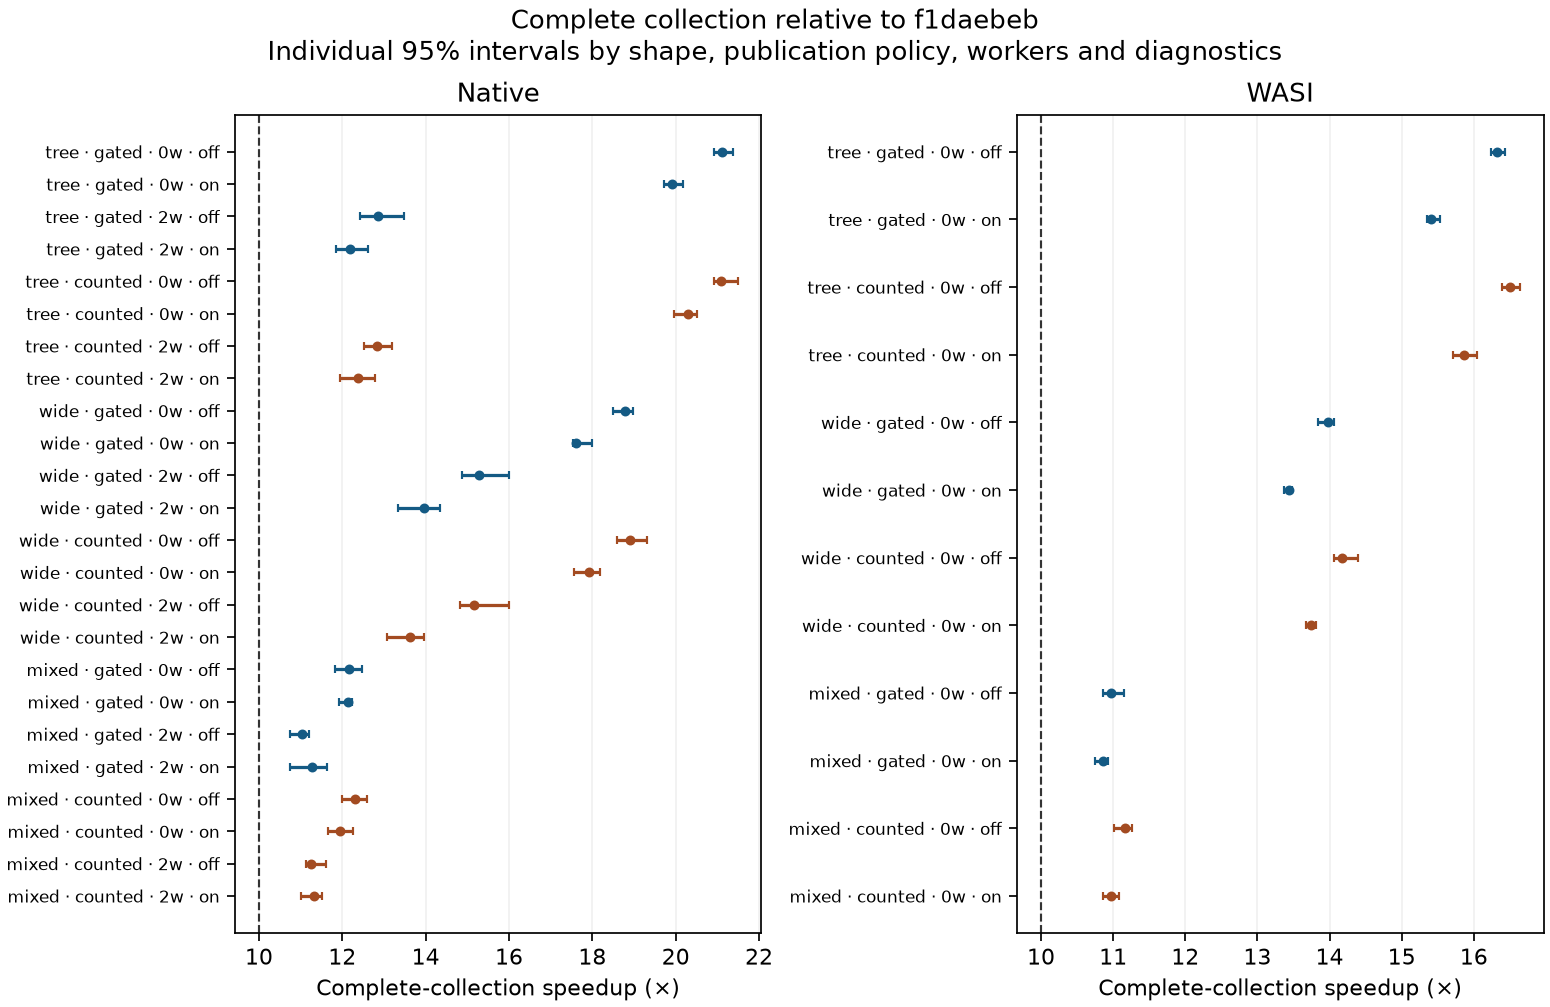 Complete collection relative to f1daebeb
Individual 95% intervals by shape, publication policy, workers and diagnostics
Native
tree · gated · 0w · off
tree · gated · 0w · on
tree · gated · 2w · off
tree · gated · 2w · on
tree · counted · 0w · off
tree · counted · 0w · on
tree · counted · 2w · off
tree · counted · 2w · on
wide · gated · 0w · off
wide · gated · 0w · on
wide · gated · 2w · off
wide · gated · 2w · on
wide · counted · 0w · off
wide · counted · 0w · on
wide · counted · 2w · off
wide · counted · 2w · on
mixed · gated · 0w · off
mixed · gated · 0w · on
mixed · gated · 2w · off
mixed · gated · 2w · on
mixed · counted · 0w · off
mixed · counted · 0w · on
mixed · counted · 2w · off
mixed · counted · 2w · on
10 12 14 16 18 20 22
Complete-collection speedup (×)
WASI
tree · gated · 0w · off
tree · gated · 0w · on
tree · counted · 0w · off
tree · counted · 0w · on
wide · gated · 0w · off
wide · gated · 0w · on
wide · counted · 0w · off
wide · counted · 0w · on
mixed · gated · 0w · off
mixed · gated · 0w · on
mixed · counted · 0w · off
mixed · counted · 0w · on
10 11 12 13 14 15 16
Complete-collection speedup (×)